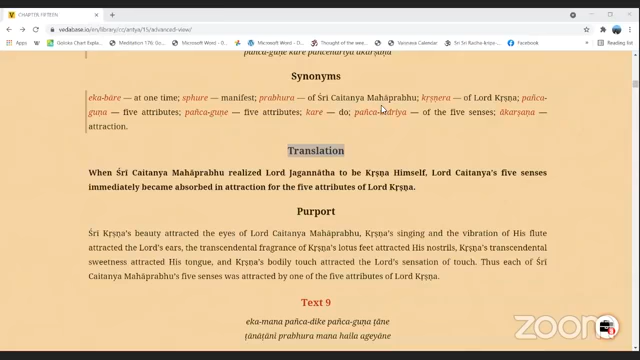 CHAPTER FIFTEEN
vedabase.io/en/library/cc/antya/15/advanced-view/
Gaisika Chart Explai...
Meditation 176: Go...
Microsoft Word - D...
Microsoft Word - D...
Thought of the wee...
Vaisnava Calendar
Sri Sri Radha-Ras...
Reading list
pañca-guṇe kare pañcendriya ākarṣaṇa
Synonyms
eka-bāre — at one time; sphure — manifest; prabhura — of Śrī Caitanya Mahāprabhu; kṛṣṇera — of Lord Kṛṣṇa; pañca-
guṇa — five attributes; pañca-guṇe — five attributes; kare — do; pañca-indriya — of the five senses; ākarṣaṇa —
attraction.
Translation
When Śrī Caitanya Mahāprabhu realized Lord Jagannātha to be Kṛṣṇa Himself, Lord Caitanya’s five senses
immediately became absorbed in attraction for the five attributes of Lord Kṛṣṇa.
Purport
Śrī Kṛṣṇa’s beauty attracted the eyes of Lord Caitanya Mahāprabhu, Kṛṣṇa’s singing and the vibration of His flute
attracted the Lord’s ears, the transcendental fragrance of Kṛṣṇa’s lotus feet attracted His nostrils, Kṛṣṇa’s transcendental
sweetness attracted His tongue, and Kṛṣṇa’s bodily touch attracted the Lord’s sensation of touch. Thus each of Śrī
Caitanya Mahāprabhu’s five senses was attracted by one of the five attributes of Lord Kṛṣṇa.
Text 9
eka-mana pañca-dike pañca-guṇa ṭāne
ṭānāṭāni prabhura mana haila ageyāne
zoom